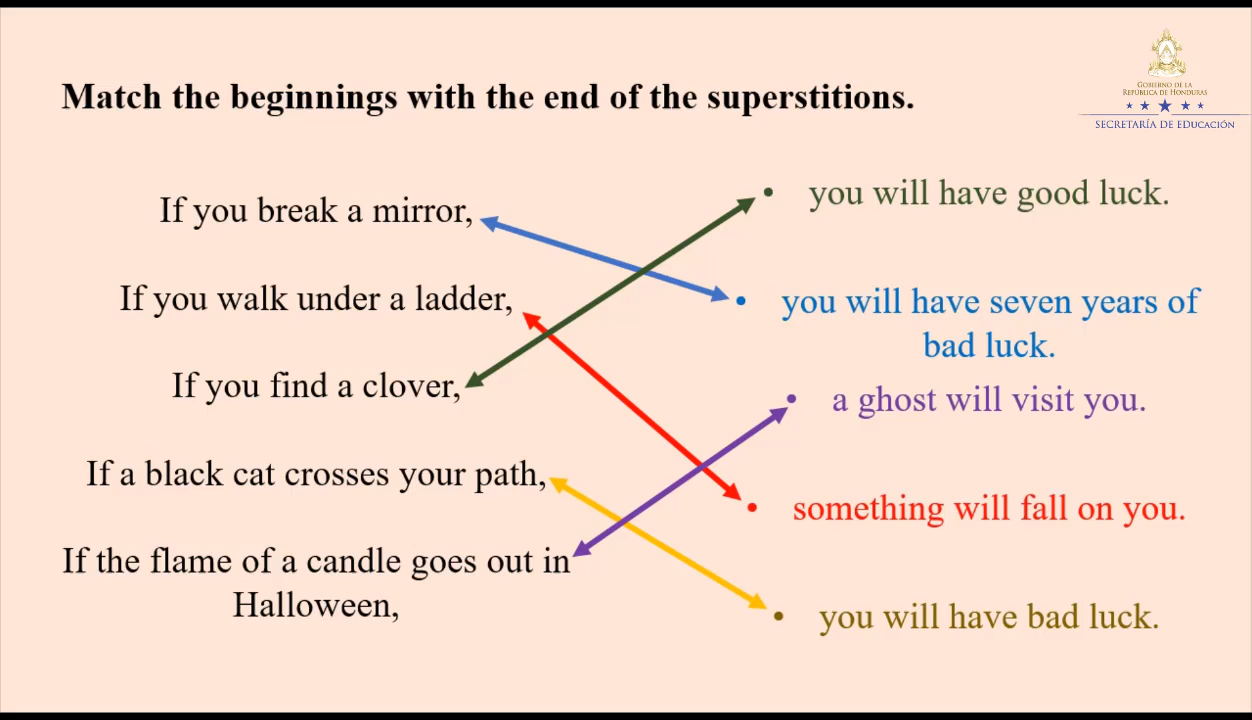 Match the beginnings with the end of the superstitions.
GOBIERNO DE LA
REPÚBLICA DE HONDURAS
SECRETARÍA DE EDUCACIÓN
If you break a mirror,
If you walk under a ladder,
If you find a clover,
If a black cat crosses your path,
If the flame of a candle goes out in
Halloween,
• you will have good luck.
• you will have seven years of
bad luck.
• a ghost will visit you.
• something will fall on you.
• you will have bad luck.